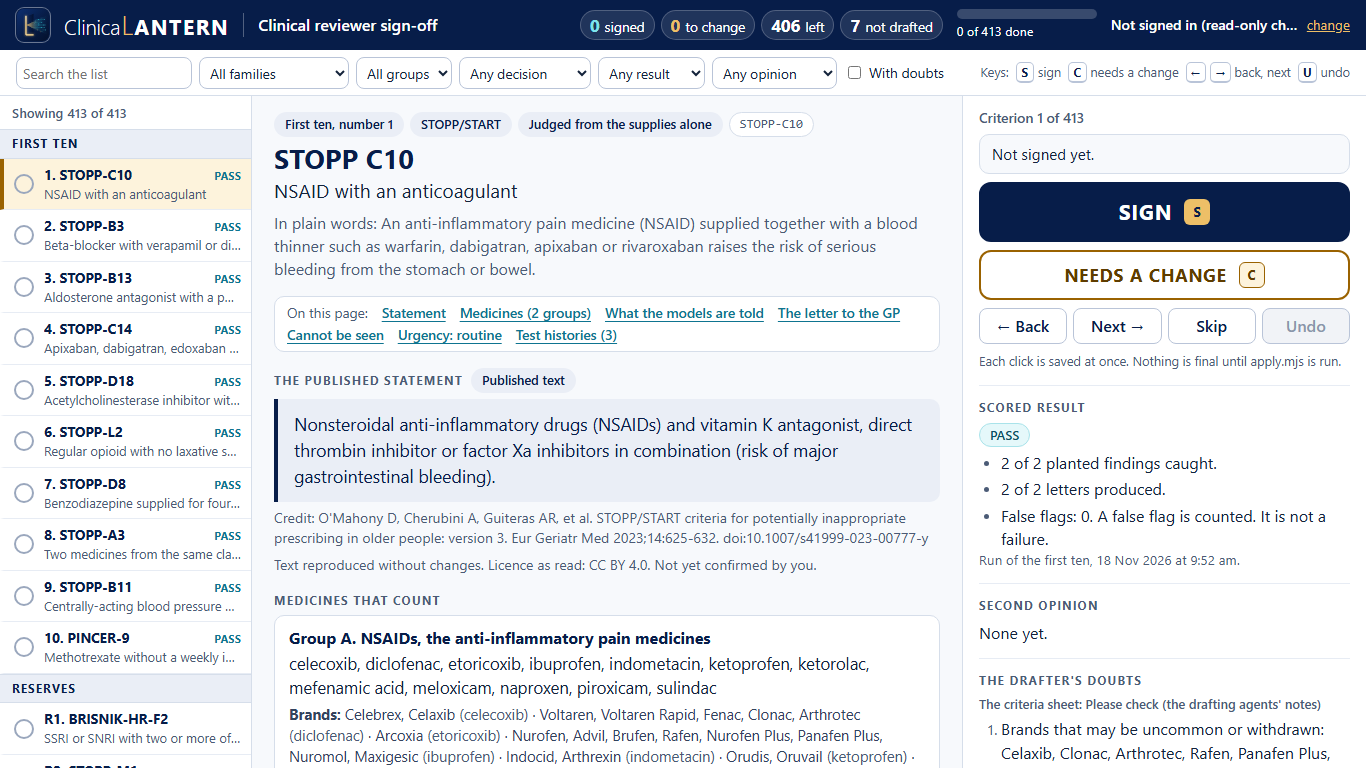 ClinicaLANTERN
Clinical reviewer sign-off
0 signed
0 to change
406 left
7 not drafted
0 of 413 done
Not signed in (read-only ch...
change
Search the list
All families
All groups
Any decision
Any result
Any opinion
With doubts
Keys: S sign C needs a change ← → back, next U undo
Showing 413 of 413
FIRST TEN
1. STOPP-C10 PASS
NSAID with an anticoagulant
2. STOPP-B3 PASS
Beta-blocker with verapamil or di...
3. STOPP-B13 PASS
Aldosterone antagonist with a p...
4. STOPP-C14 PASS
Apixaban, dabigatran, edoxaban ...
5. STOPP-D18 PASS
Acetylcholinesterase inhibitor wit...
6. STOPP-L2 PASS
Regular opioid with no laxative s...
7. STOPP-D8 PASS
Benzodiazepine supplied for four...
8. STOPP-A3 PASS
Two medicines from the same cla...
9. STOPP-B11 PASS
Centrally-acting blood pressure ...
10. PINCER-9 PASS
Methotrexate without a weekly i...
RESERVES
R1. BRISNIK-HR-F2
SSRI or SNRI with two or more of...
First ten, number 1
STOPP/START
Judged from the supplies alone
STOPP-C10
STOPP C10
NSAID with an anticoagulant
In plain words: An anti-inflammatory pain medicine (NSAID) supplied together with a blood
thinner such as warfarin, dabigatran, apixaban or rivaroxaban raises the risk of serious
bleeding from the stomach or bowel.
On this page: Statement Medicines (2 groups) What the models are told The letter to the GP
Cannot be seen Urgency: routine Test histories (3)
THE PUBLISHED STATEMENT Published text
Nonsteroidal anti-inflammatory drugs (NSAIDs) and vitamin K antagonist, direct
thrombin inhibitor or factor Xa inhibitors in combination (risk of major
gastrointestinal bleeding).
Credit: O'Mahony D, Cherubini A, Guiteras AR, et al. STOPP/START criteria for potentially inappropriate
prescribing in older people: version 3. Eur Geriatr Med 2023;14:625-632. doi:10.1007/s41999-023-00777-y
Text reproduced without changes. Licence as read: CC BY 4.0. Not yet confirmed by you.
MEDICINES THAT COUNT
Group A. NSAIDs, the anti-inflammatory pain medicines
celecoxib, diclofenac, etoricoxib, ibuprofen, indometacin, ketoprofen, ketorolac,
mefenamic acid, meloxicam, naproxen, piroxicam, sulindac
Brands: Celebrex, Celaxib (celecoxib) · Voltaren, Voltaren Rapid, Fenac, Clonac, Arthrotec
(diclofenac) · Arcoxia (etoricoxib) · Nurofen, Advil, Brufen, Rafen, Nurofen Plus, Panafen Plus,
Nuromol, Maxigesic (ibuprofen) · Indocid, Arthrexin (indometacin) · Orudis, Oruvail (ketoprofen) ·
Criterion 1 of 413
Not signed yet.
SIGN S
NEEDS A CHANGE C
← Back
Next →
Skip
Undo
Each click is saved at once. Nothing is final until apply.mjs is run.
SCORED RESULT
PASS
• 2 of 2 planted findings caught.
• 2 of 2 letters produced.
• False flags: 0. A false flag is counted. It is not a
failure.
Run of the first ten, 18 Nov 2026 at 9:52 am.
SECOND OPINION
None yet.
THE DRAFTER'S DOUBTS
The criteria sheet: Please check (the drafting agents' notes)
1. Brands that may be uncommon or withdrawn:
Celaxib, Clonac, Arthrotec, Rafen, Panafen Plus,